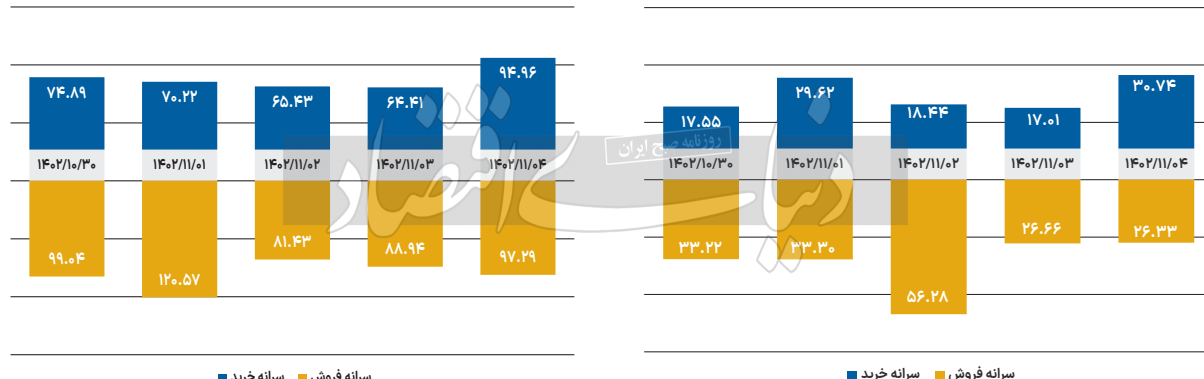 ۷۴.۸۹ ۷۰.۲۲ ۶۵.۴۳ ۶۴.۴۱ ۹۴.۹۶
۱۴۰۲/۱۰/۳۰ ۱۴۰۲/۱۱/۰۱ ۱۴۰۲/۱۱/۰۲ ۱۴۰۲/۱۱/۰۳ ۱۴۰۲/۱۱/۰۴
۹۹.۰۴ ۱۲۰.۵۷ ۸۱.۴۳ ۸۸.۹۴ ۹۷.۲۹
سرانه خرید سرانه فروش
۱۷.۵۵ ۲۹.۶۲ ۱۸.۴۴ ۱۷.۰۱ ۳۰.۷۴
۱۴۰۲/۱۰/۳۰ ۱۴۰۲/۱۱/۰۱ ۱۴۰۲/۱۱/۰۲ ۱۴۰۲/۱۱/۰۳ ۱۴۰۲/۱۱/۰۴
۳۳.۲۲ ۳۳.۳۰ ۵۶.۲۸ ۲۶.۶۶ ۲۶.۳۳
سرانه خرید سرانه فروش
دنیای اقتصاد
روزنامه صبح ایران